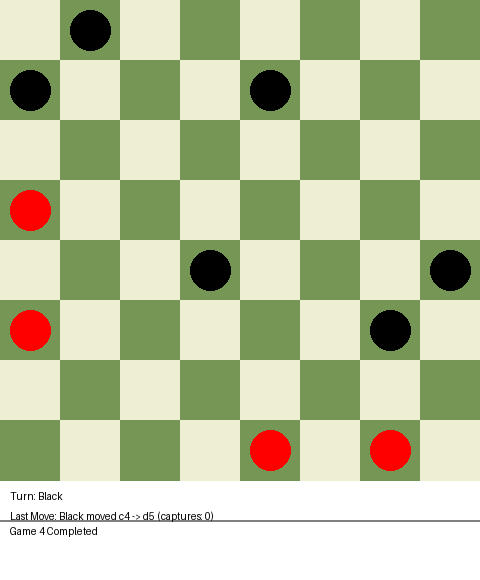 Turn: Black
Last Move: Black moved c4 -> d5 (captures: 0)
Game 4 Completed